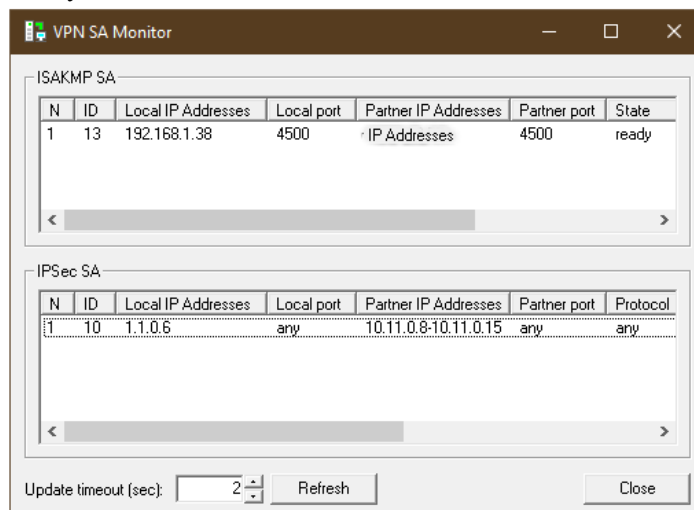 VPN SA Monitor
ISAKMP SA
N ID Local IP Addresses Local port Partner IP Addresses Partner port State
1 13 192.168.1.38 4500 IP Addresses 4500 ready
IPSec SA
N ID Local IP Addresses Local port Partner IP Addresses Partner port Protocol
1 10 1.1.0.6 any 10.11.0.8-10.11.0.15 any any
Update timeout (sec): 2 Refresh Close